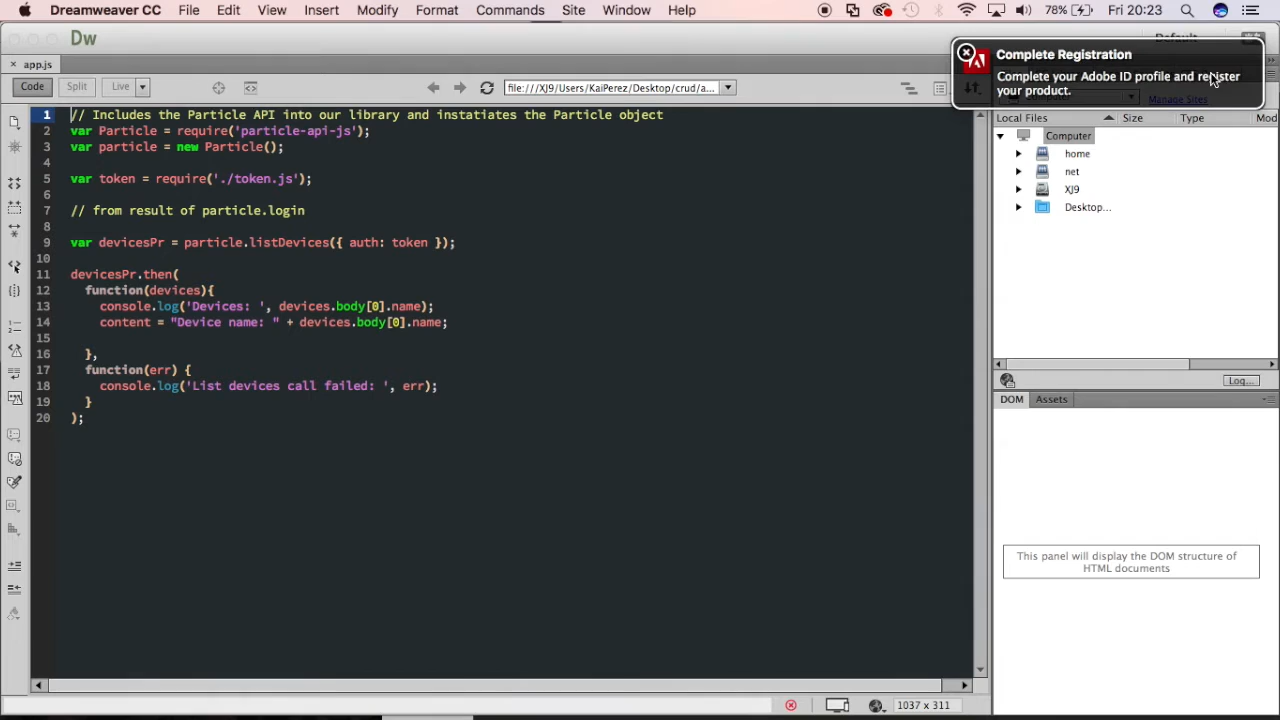 Dreamweaver CC File Edit View Insert Modify Format Commands Site Window Help 78% Fri 20:23
Dw
Default
app.js
Complete Registration
Complete your Adobe ID profile and register
your product.
Code Split Live file:///XJ9/Users/KaiPerez/Desktop/crud/a...
Manage Sites
Local Files Size Type Mod
Computer
home
net
XJ9
Desktop...
1 // Includes the Particle API into our library and instatiates the Particle object
2 var Particle = require('particle-api-js');
3 var particle = new Particle();
4
5 var token = require('./token.js');
6
7 // from result of particle.login
8
9 var devicesPr = particle.listDevices({ auth: token });
10
11 devicesPr.then(
12 function(devices){
13 console.log('Devices: ', devices.body[0].name);
14 content = "Device name: " + devices.body[0].name;
15
16 },
17 function(err) {
18 console.log('List devices call failed: ', err);
19 }
20 );
Log...
DOM Assets
This panel will display the DOM structure of
HTML documents
1037 x 311